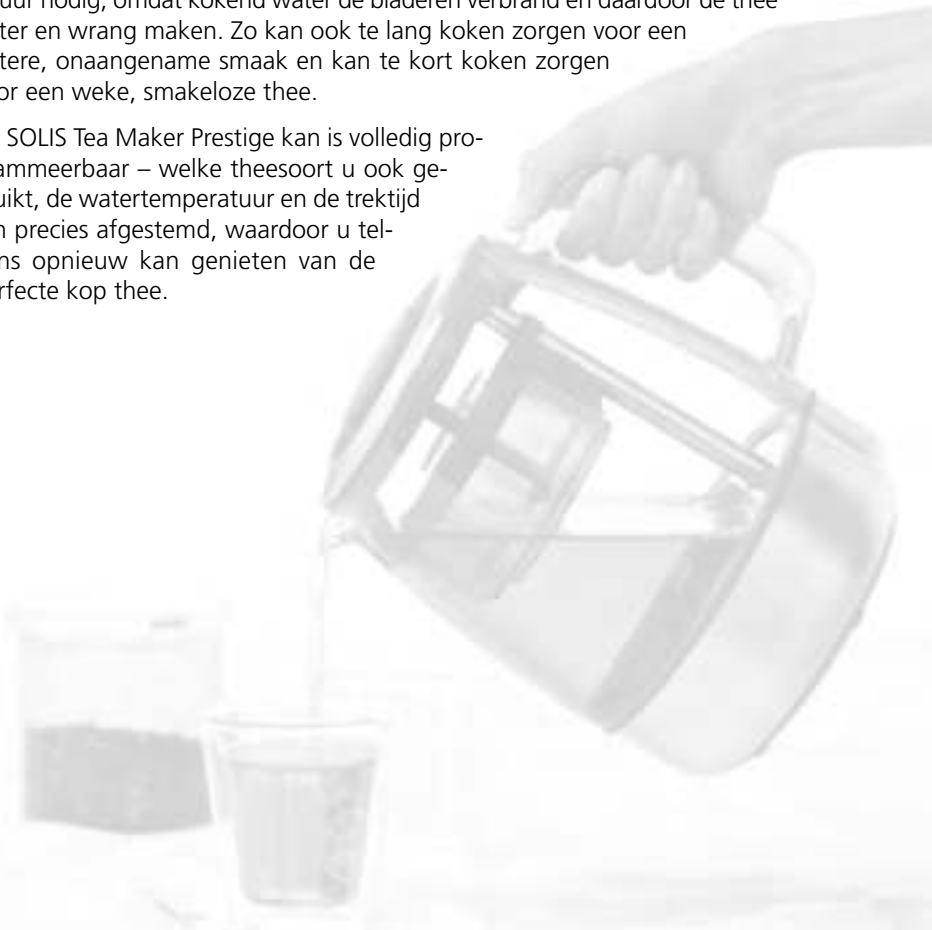 uur nodig, omdat kokend water de bladeren verbrand en daardoor de thee
ter en wrang maken. Zo kan ook te lang koken zorgen voor een
tere, onaangename smaak en kan te kort koken zorgen
or een weke, smakeloze thee.
SOLIS Tea Maker Prestige kan is volledig pro-
ammeerbaar – welke theesoort u ook ge-
uikt, de watertemperatuur en de trektijd
n precies afgestemd, waardoor u tel-
ns opnieuw kan genieten van de
rfecte kop thee.